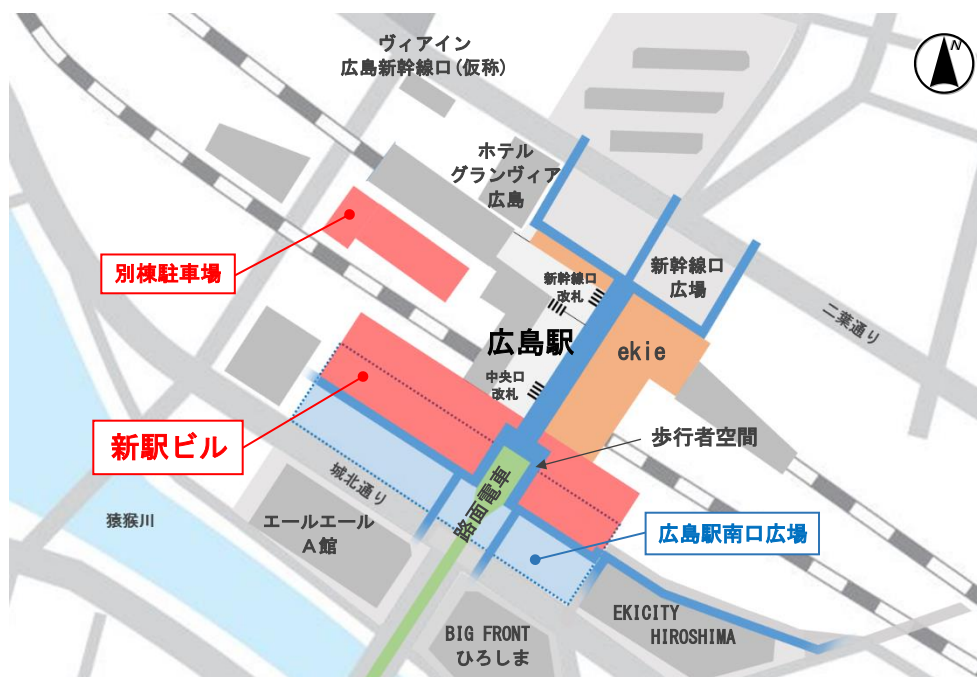 ヴィアイン
広島新幹線口(仮称)
N
ホテル
グランヴィア
広島
別棟駐車場
新幹線口
改札
新幹線口
広場
二葉通り
広島駅
ekie
中央口
改札
新駅ビル
歩行者空間
城北通り
路面電車
猿猴川
エールエール
A館
広島駅南口広場
EKICITY
HIROSHIMA
BIG FRONT
ひろしま